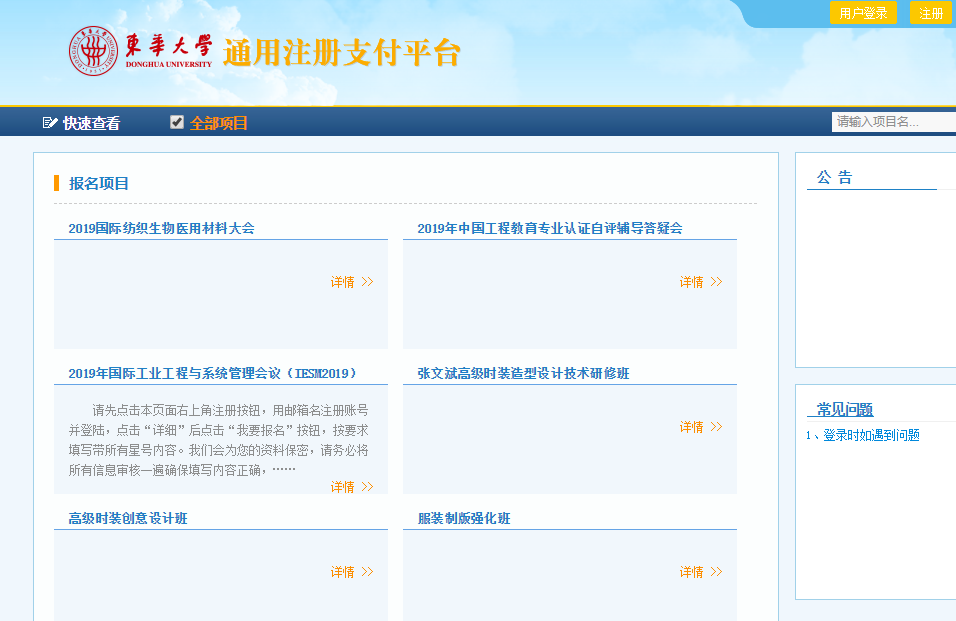 用户登录
注册
東華大學
DONGHUA UNIVERSITY
通用注册支付平台
快速查看
全部项目
请输入项目名...
报名项目
公 告
2019国际纺织生物医用材料大会
2019年中国工程教育专业认证自评辅导答疑会
详情 >>
详情 >>
2019年国际工业工程与系统管理会议（IESM2019）
张文斌高级时装造型设计技术研修班
请先点击本页面右上角注册按钮，用邮箱名注册账号
并登陆，点击“详细”后点击“我要报名”按钮，按要求
填写带所有星号内容。我们会为您的资料保密，请务必将
所有信息审核一遍确保填写内容正确，……
详情 >>
详情 >>
常见问题
1、登录时如遇到问题
高级时装创意设计班
服装制版强化班
详情 >>
详情 >>